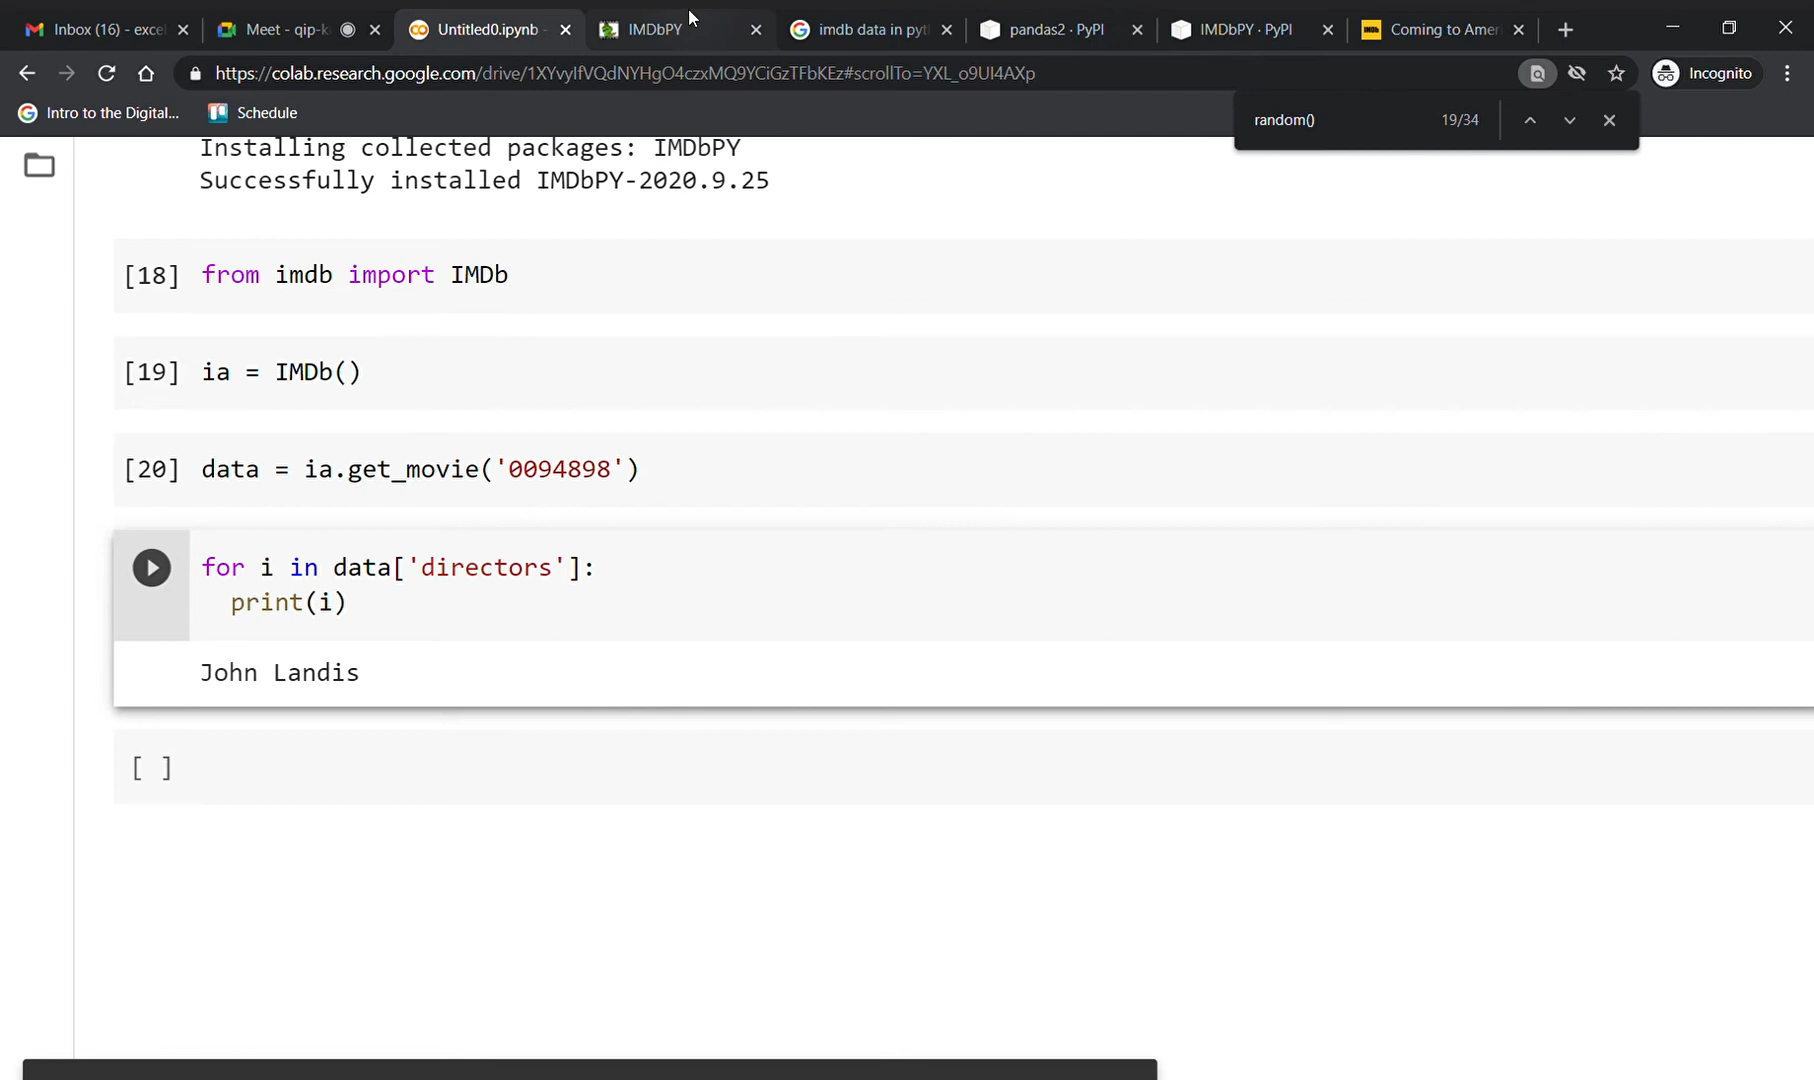 Inbox (16) - exce
Meet - qip-k
Untitled0.ipynb -
IMDbPY
imdb data in pyt
pandas2 · PyPI
IMDbPY · PyPI
IMDb
Coming to Amer
https://colab.research.google.com/drive/1XYvyIfVQdNYHgO4czxMQ9YCiGzTFbKEz#scrollTo=YXL_o9UI4AXp
Incognito
Intro to the Digital...
Schedule
random()
19/34
Installing collected packages: IMDbPY
Successfully installed IMDbPY-2020.9.25
[18] from imdb import IMDb
[19] ia = IMDb()
[20] data = ia.get_movie('0094898')
for i in data['directors']:
print(i)
John Landis
[ ]